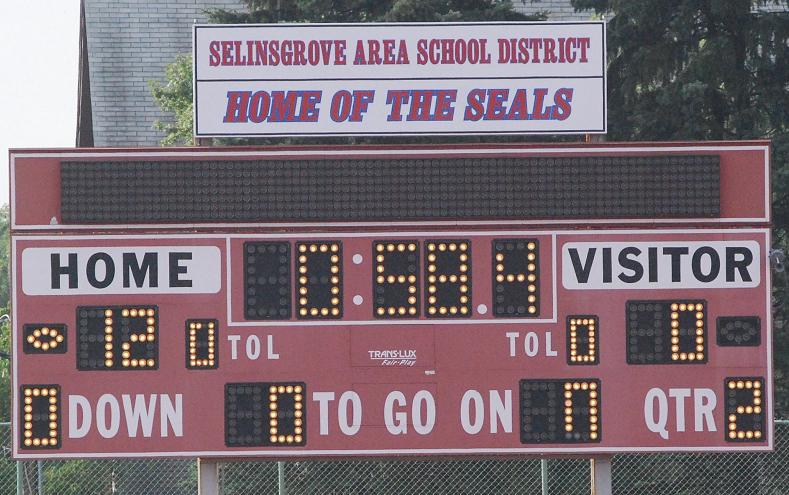 SELINSGROVE AREA SCHOOL DISTRICT
HOME OF THE SEALS
HOME 0:58.4 VISITOR
12 0 TOL TOL 0 0
TRANS-LUX
Fair-Play
0 DOWN 0 TO GO ON QTR 2